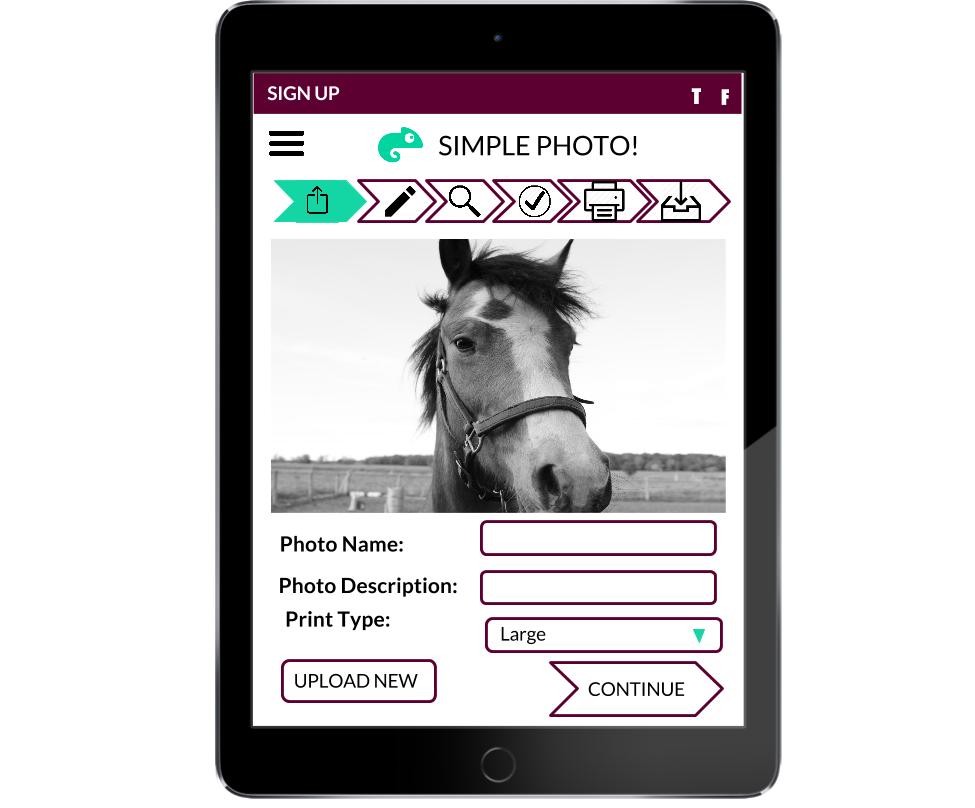 SIGN UP T F
SIMPLE PHOTO!
Photo Name:
Photo Description:
Print Type:
Large
UPLOAD NEW
CONTINUE